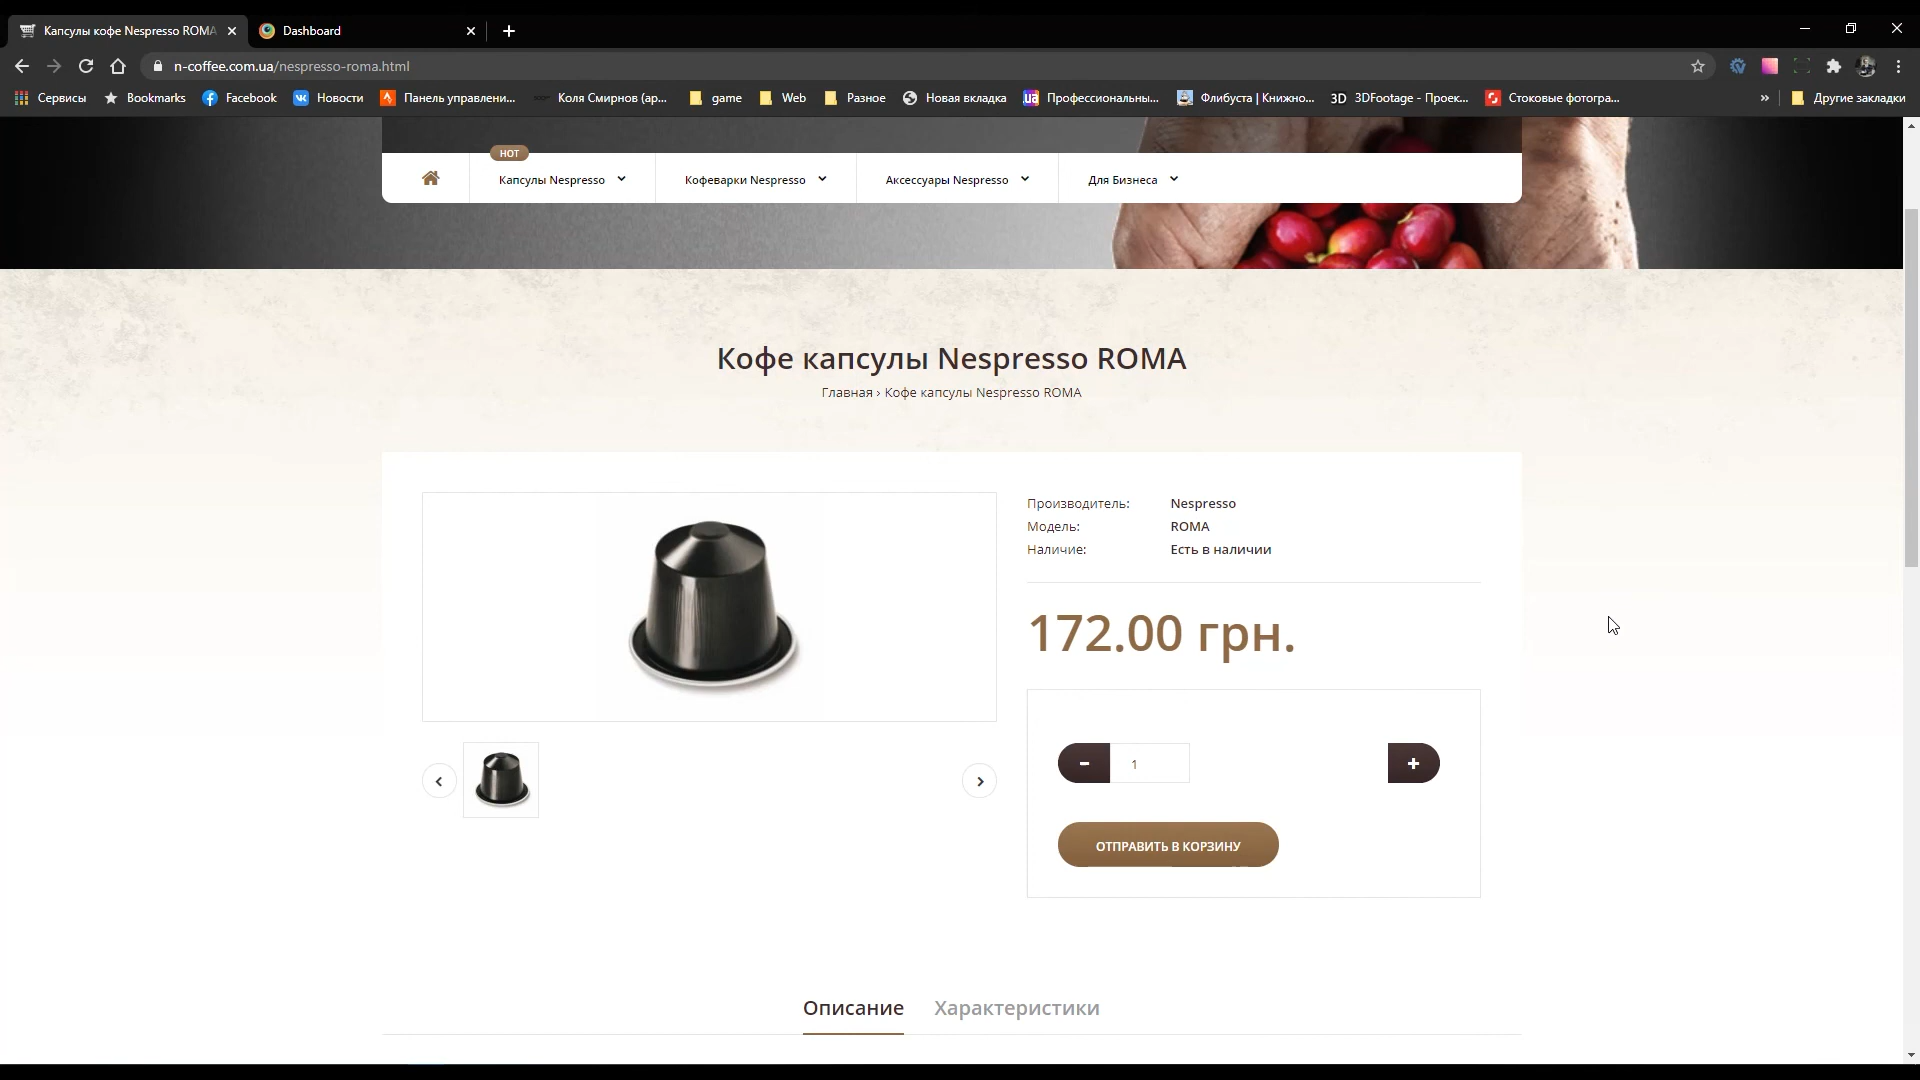 Капсулы кофе Nespresso ROMA
Dashboard
n-coffee.com.ua/nespresso-roma.html
Сервисы
Bookmarks
Facebook
Новости
Панель управлени...
Коля Смирнов (ар...
game
Web
Разное
Новая вкладка
Профессиональны...
Флибуста | Книжно...
3D 3DFootage - Проек...
Стоковые фотогра...
»
Другие закладки
HOT
Капсулы Nespresso
Кофеварки Nespresso
Аксессуары Nespresso
Для Бизнеса
Кофе капсулы Nespresso ROMA
Главная › Кофе капсулы Nespresso ROMA
Производитель: Nespresso
Модель: ROMA
Наличие: Есть в наличии
172.00 грн.
- 1 +
ОТПРАВИТЬ В КОРЗИНУ
Описание Характеристики